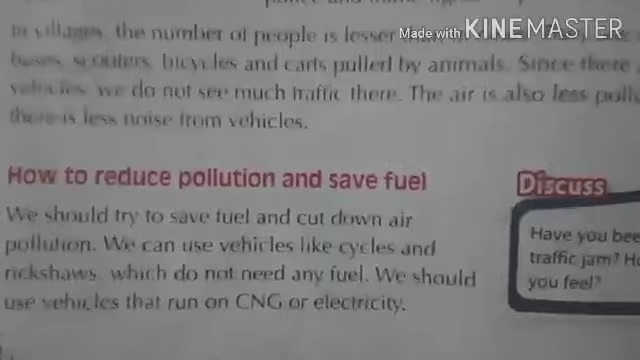 Made with KINEMASTER
In villages, the number of people is lesser
buses, scooters, bicycles and carts pulled by animals. Since there
vehicles, we do not see much traffic there. The air is also less pollu
there is less noise from vehicles.
How to reduce pollution and save fuel
We should try to save fuel and cut down air
pollution. We can use vehicles like cycles and
rickshaws, which do not need any fuel. We should
use vehicles that run on CNG or electricity.
Discuss
Have you bee
traffic jam? Ho
you feel?